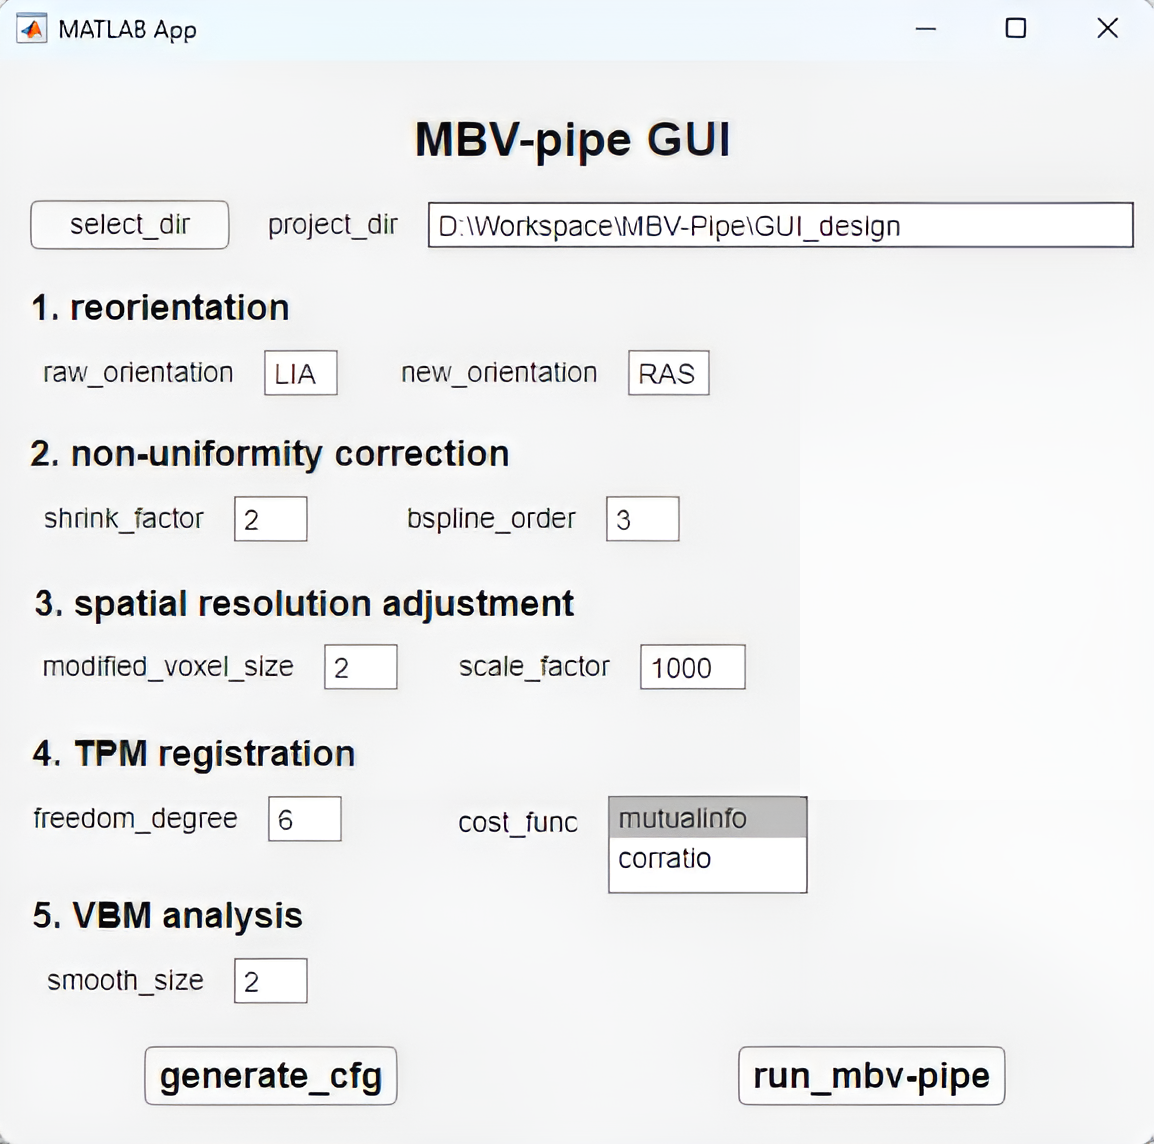 MATLAB App
MBV-pipe GUI
select_dir project_dir D:\Workspace\MBV-Pipe\GUI_design
1. reorientation
raw_orientation LIA new_orientation RAS
2. non-uniformity correction
shrink_factor 2 bspline_order 3
3. spatial resolution adjustment
modified_voxel_size 2 scale_factor 1000
4. TPM registration
freedom_degree 6 cost_func mutualinfo
corratio
5. VBM analysis
smooth_size 2
generate_cfg run_mbv-pipe